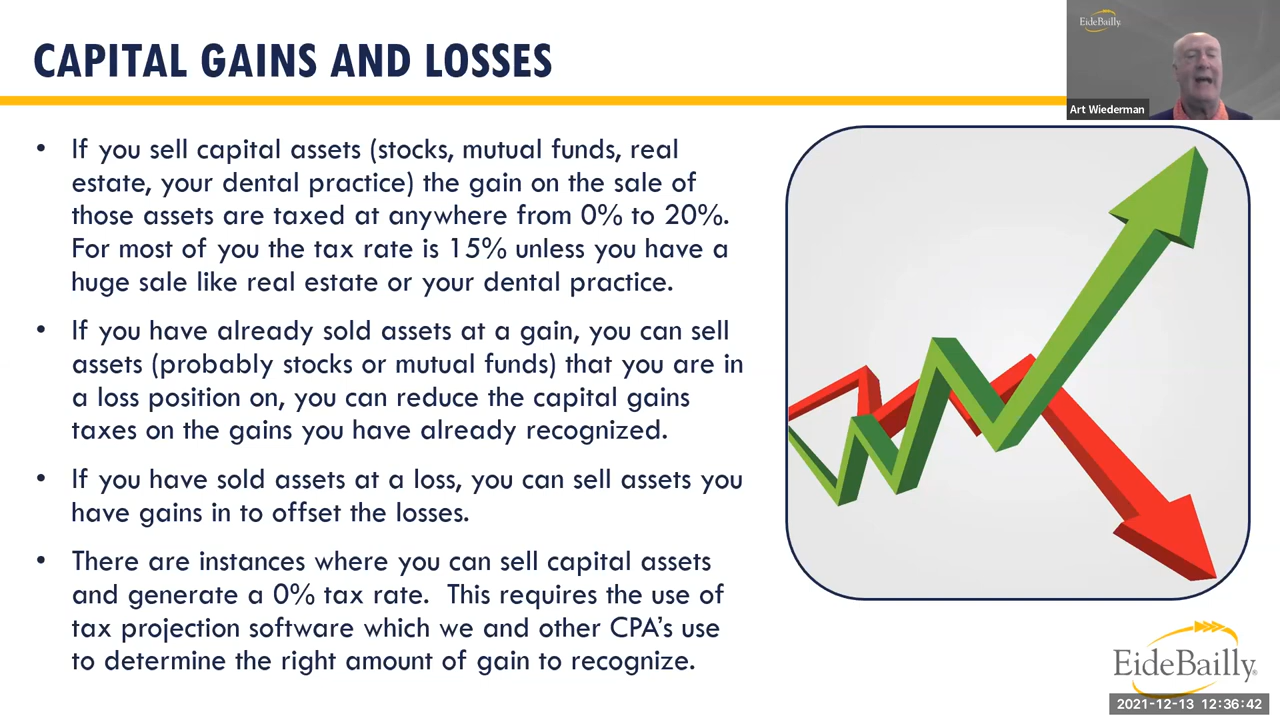 EideBailly
CAPITAL GAINS AND LOSSES
Art Wiederman
• If you sell capital assets (stocks, mutual funds, real
estate, your dental practice) the gain on the sale of
those assets are taxed at anywhere from 0% to 20%.
For most of you the tax rate is 15% unless you have a
huge sale like real estate or your dental practice.
• If you have already sold assets at a gain, you can sell
assets (probably stocks or mutual funds) that you are in
a loss position on, you can reduce the capital gains
taxes on the gains you have already recognized.
• If you have sold assets at a loss, you can sell assets you
have gains in to offset the losses.
• There are instances where you can sell capital assets
and generate a 0% tax rate.  This requires the use of
tax projection software which we and other CPA's use
to determine the right amount of gain to recognize.
EideBailly®
2021-12-13 12:36:42